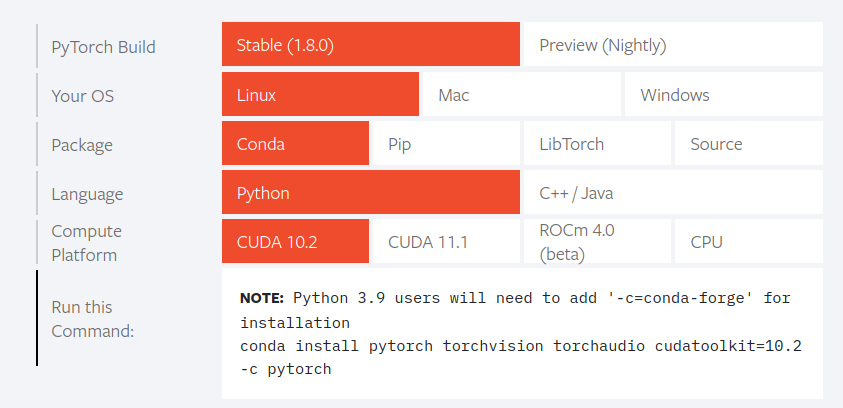 PyTorch Build
Stable (1.8.0)
Preview (Nightly)
Your OS
Linux
Mac
Windows
Package
Conda
Pip
LibTorch
Source
Language
Python
C++ / Java
Compute
Platform
CUDA 10.2
CUDA 11.1
ROCm 4.0
(beta)
CPU
Run this
Command:
NOTE: Python 3.9 users will need to add '-c=conda-forge' for
installation
conda install pytorch torchvision torchaudio cudatoolkit=10.2
-c pytorch